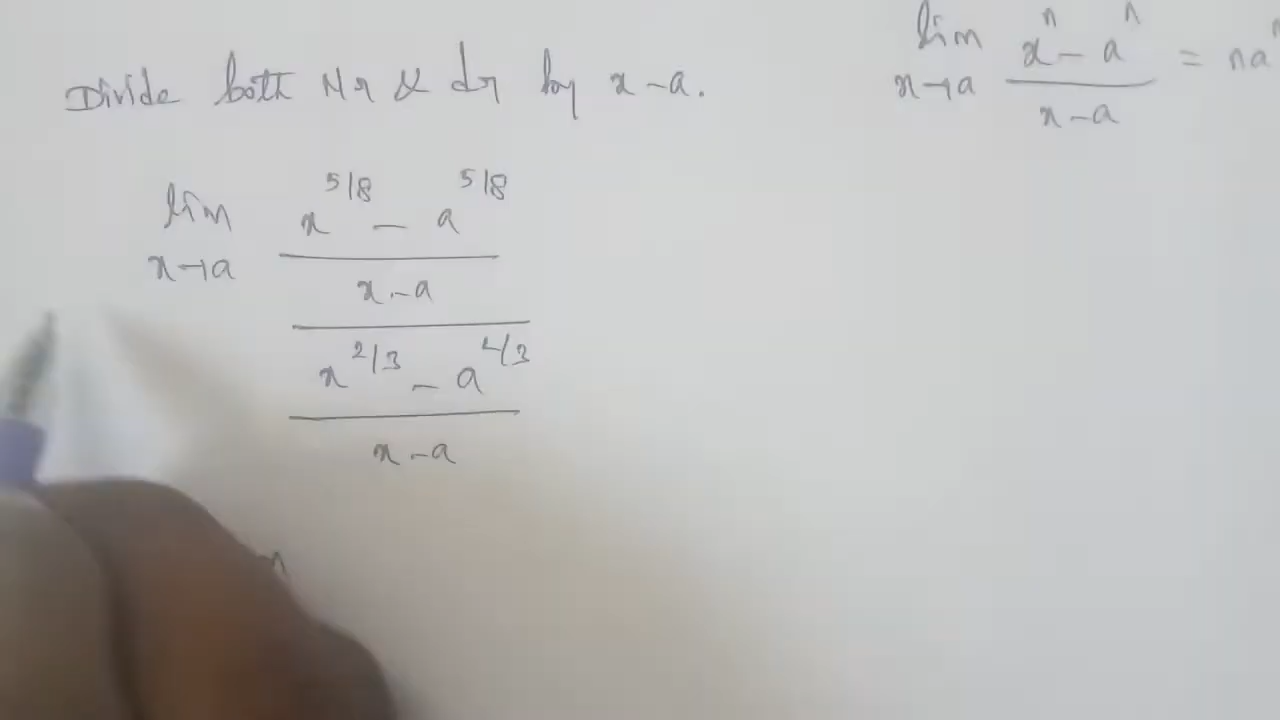 Divide both Nr & dr by x-a.
lim x→a (x^n - a^n)/(x-a) = na^n
lim x→a
x^5/8 - a^5/8
x-a
x^2/3 - a^2/3
x-a